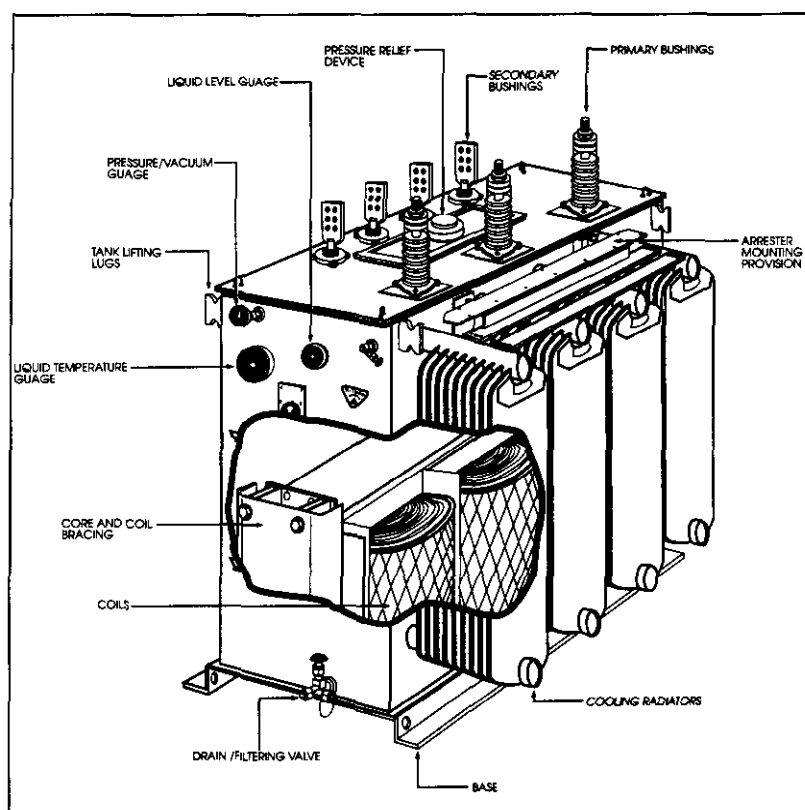 PRESSURE RELIEF
DEVICE
PRIMARY BUSHINGS
SECONDARY
BUSHINGS
LIQUID LEVEL GUAGE
PRESSURE/VACUUM
GUAGE
TANK LIFTING
LUGS
ARRESTER
MOUNTING
PROVISION
LIQUID TEMPERATURE
GUAGE
CORE AND COIL
BRACING
COILS
COOLING RADIATORS
DRAIN /FILTERING VALVE
BASE